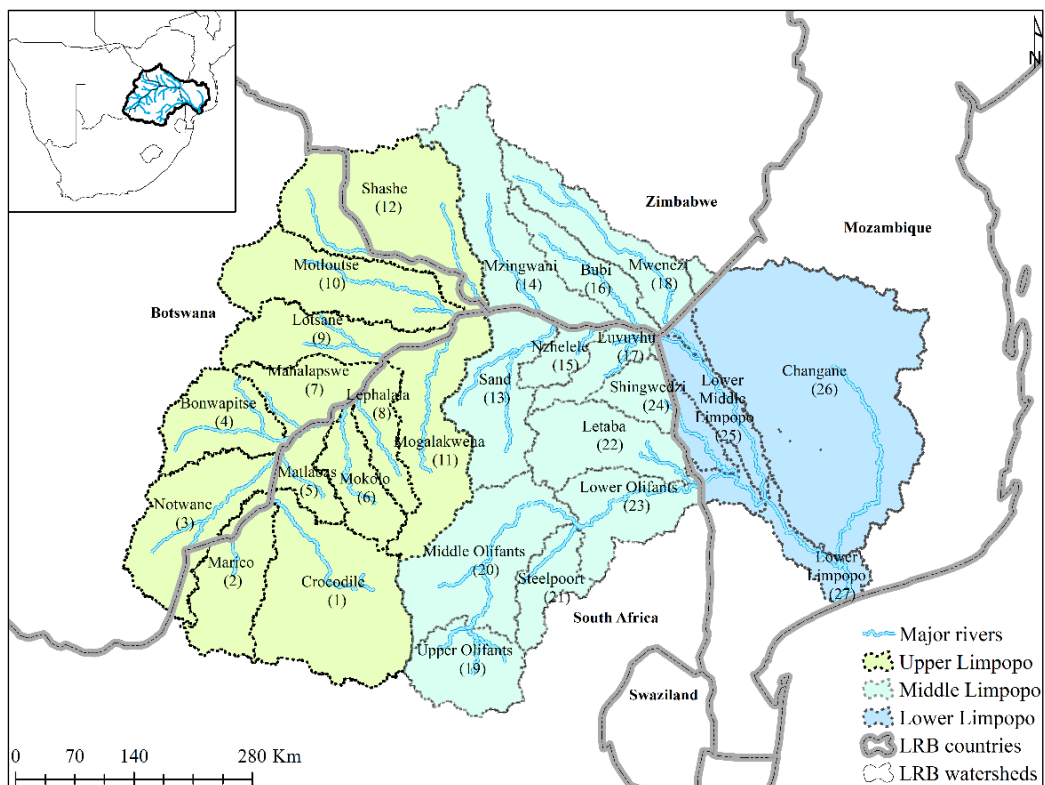 N
Shashe
(12)
Zimbabwe
Mozambique
Motloutse
(10)
Mzingwani
(14)
Bubi
(16)
Mwenezi
(18)
Botswana
Lotsane
(9)
Nzhelele
(15)
Luvuvhu
(17)
Mahalapswe
(7)
Sand
(13)
Shingwedzi
(24)
Lower
Middle
Limpopo
(25)
Changane
(26)
Bonwapitse
(4)
Lephalala
(8)
Mogalakwena
(11)
Letaba
(22)
Matlabas
(5)
Mokolo
(6)
Notwane
(3)
Lower Olifants
(23)
Marico
(2)
Crocodile
(1)
Middle Olifants
(20)
Steelpoort
(21)
Lower
Limpopo
(27)
South Africa
Upper Olifants
(19)
Swaziland
Major rivers
Upper Limpopo
Middle Limpopo
Lower Limpopo
LRB countries
LRB watersheds
0 70 140 280 Km